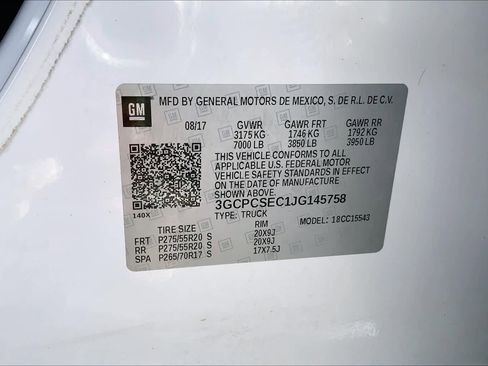 GM
MFD BY GENERAL MOTORS DE MEXICO, S. DE R.L. DE C.V.
08/17 GVWR GAWR FRT GAWR RR
3175 KG 1746 KG 1792 KG
7000 LB 3850 LB 3950 LB
THIS VEHICLE CONFORMS TO ALL
APPLICABLE U.S. FEDERAL MOTOR
VEHICLE SAFETY STANDARDS IN EFFECT
ON THE DATE OF MANUFACTURE
SHOWN ABOVE.
3GCPCSEC1JG145758
140X TYPE: TRUCK MODEL: 18CC15543
TIRE SIZE RIM
FRT P275/55R20 S 20X9J
RR P275/55R20 S 20X9J
SPA P265/70R17 S 17X7.5J